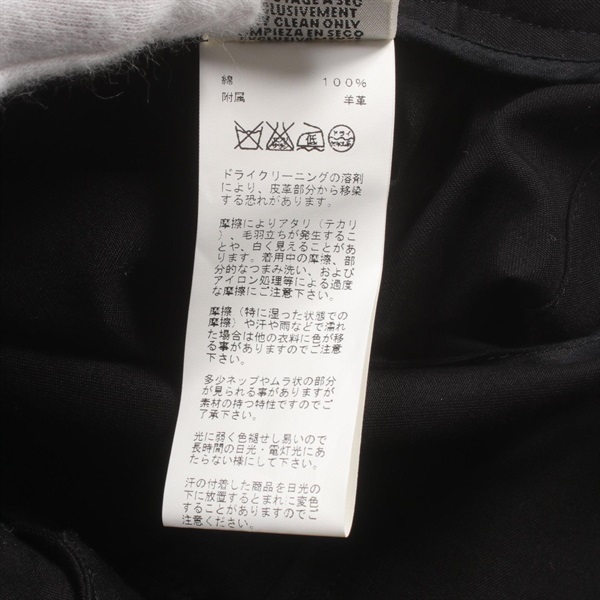 EXCLUSIVEMENT
DRY CLEAN ONLY
LIMPIEZA EN SECO
綿 100%
附属 羊革
低 ドライ
ドライクリーニングの溶剤
により、皮革部分から移染
する恐れがあります。
摩擦によりアタリ(テカリ
)、毛羽立ちが発生するこ
とや、白く見えることがあ
ります。着用中の摩擦、部
分的なつまみ洗い、および
アイロン処理等による過度
な摩擦にご注意下さい。
摩擦(特に湿った状態での
摩擦)や汗や雨などで濡れ
た場合は他の衣料に色が移
る事がありますのでご注意
下さい。
多少ネップやムラ状の部分
が見られる事がありますが
素材の持つ特性ですのでご
了承下さい。
光に弱く色褪せし易いので
長時間の日光・電灯光にあ
たらない様にして下さい。
汗の付着した商品を日光の
下に放置するとまれに変色
する事がありますのでご注
意ください。